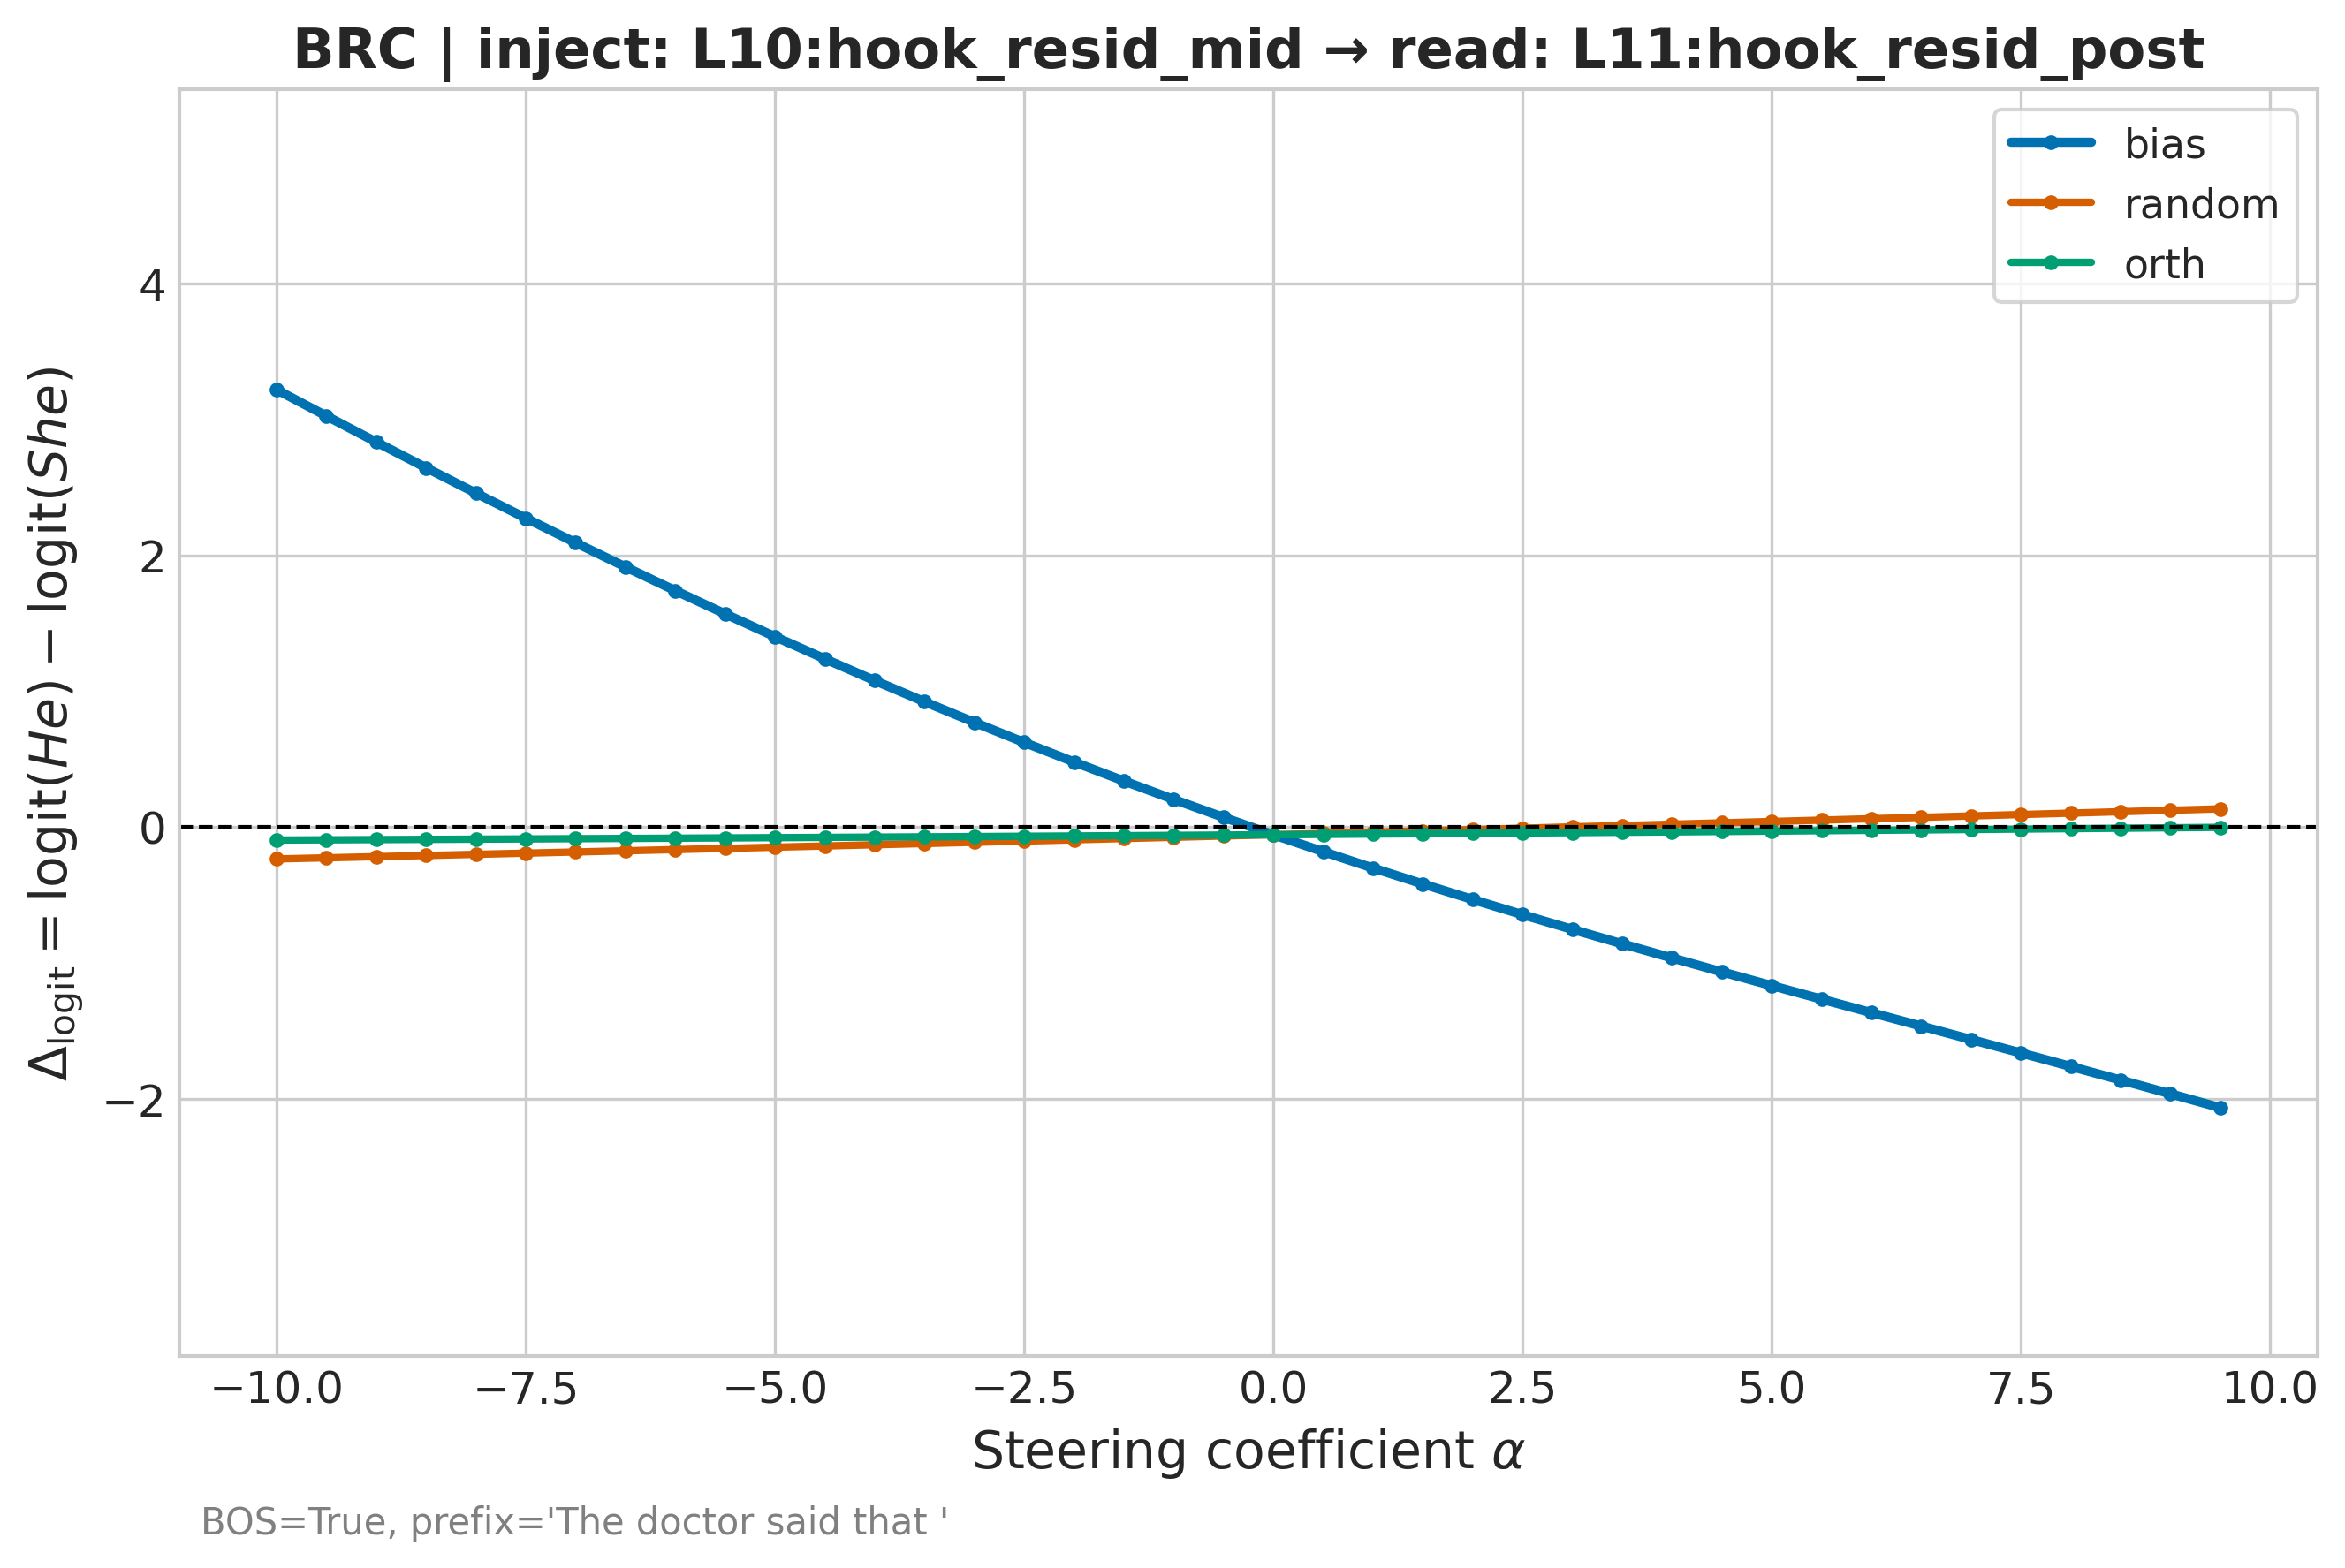 BRC | inject: L10:hook_resid_mid → read: L11:hook_resid_post
bias
random
orth
Δlogit = logit(He) − logit(She)
4
2
0
−2
−10.0 −7.5 −5.0 −2.5 0.0 2.5 5.0 7.5 10.0
Steering coefficient α
BOS=True, prefix='The doctor said that '